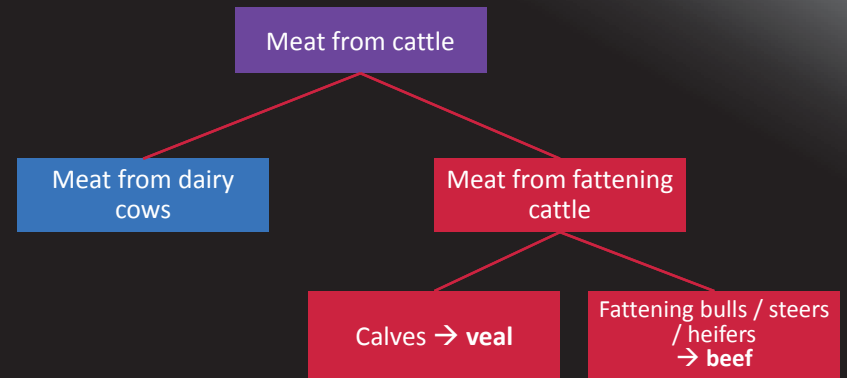 Meat from cattle
Meat from dairy
cows
Meat from fattening
cattle
Calves → veal
Fattening bulls / steers
/ heifers
→ beef